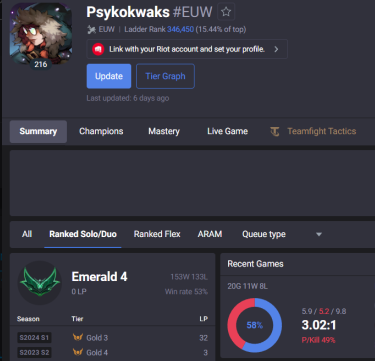 Psykokwaks #EUW
216
EUW | Ladder Rank 346,450 (15.44% of top)
Link with your Riot account and set your profile. >
Update Tier Graph
Last updated: 6 days ago
Summary Champions Mastery Live Game Teamfight Tactics
All Ranked Solo/Duo Ranked Flex ARAM Queue type
Emerald 4 153W 133L
0 LP Win rate 53%
Season Tier LP
S2024 S1 Gold 3 32
S2023 S2 Gold 4 3
Recent Games
20G 11W 8L
58%
5.9 / 5.2 / 9.8
3.02:1
P/Kill 49%